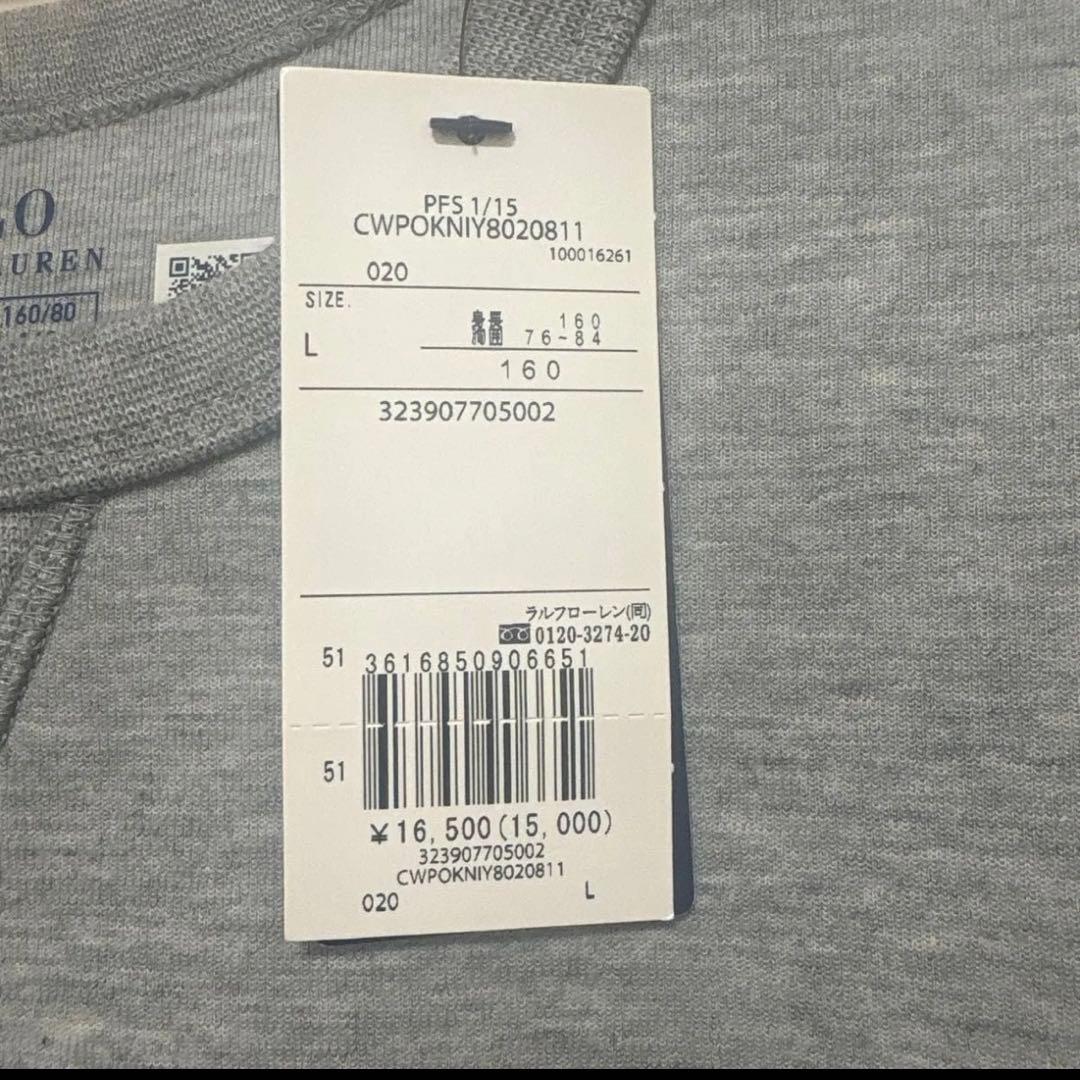 LO
AUREN
160/80
PFS 1/15
CWPOKNIY8020811
100016261
020
SIZE.
L
身長 160
胸囲 76~84
160
323907705002
ラルフローレン(同)
0120-3274-20
51 3616850906651
51
¥16,500(15,000)
323907705002
CWPOKNIY8020811
020 L